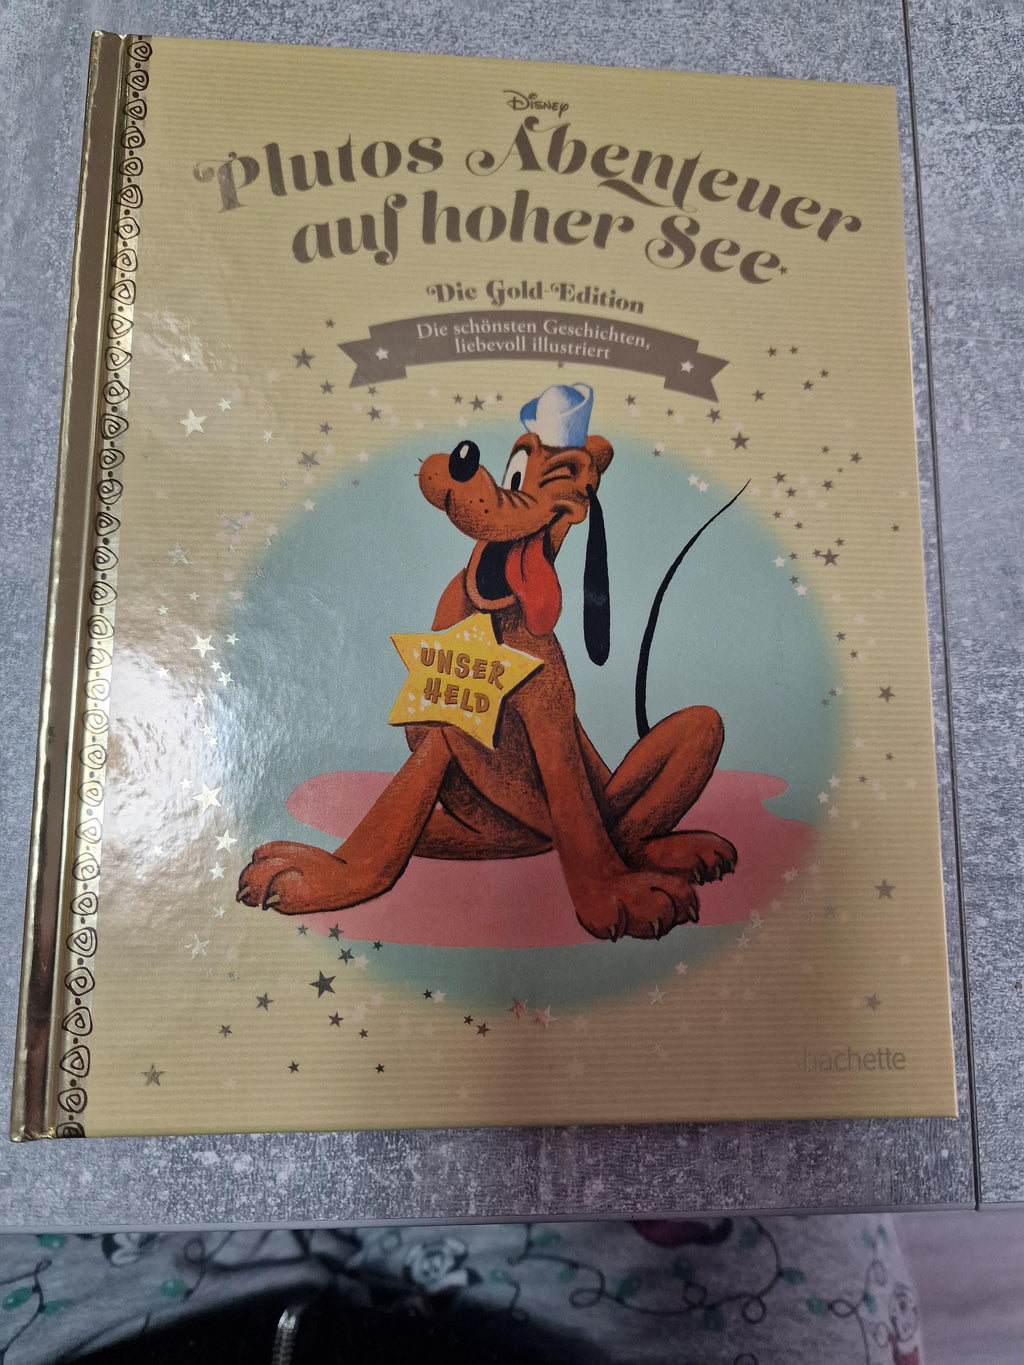 Disney
Plutos Abenteuer
auf hoher See
Die Gold-Edition
Die schönsten Geschichten,
liebevoll illustriert
UNSER
HELD
hachette